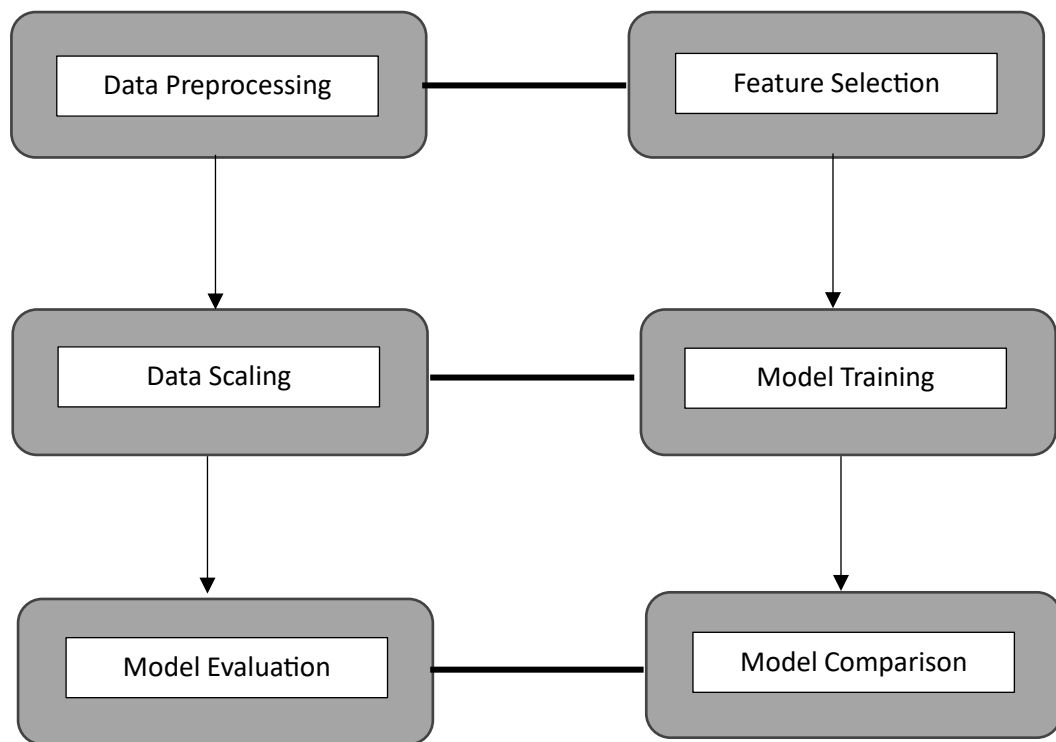 Data Preprocessing
Feature Selection
Data Scaling
Model Training
Model Evaluation
Model Comparison